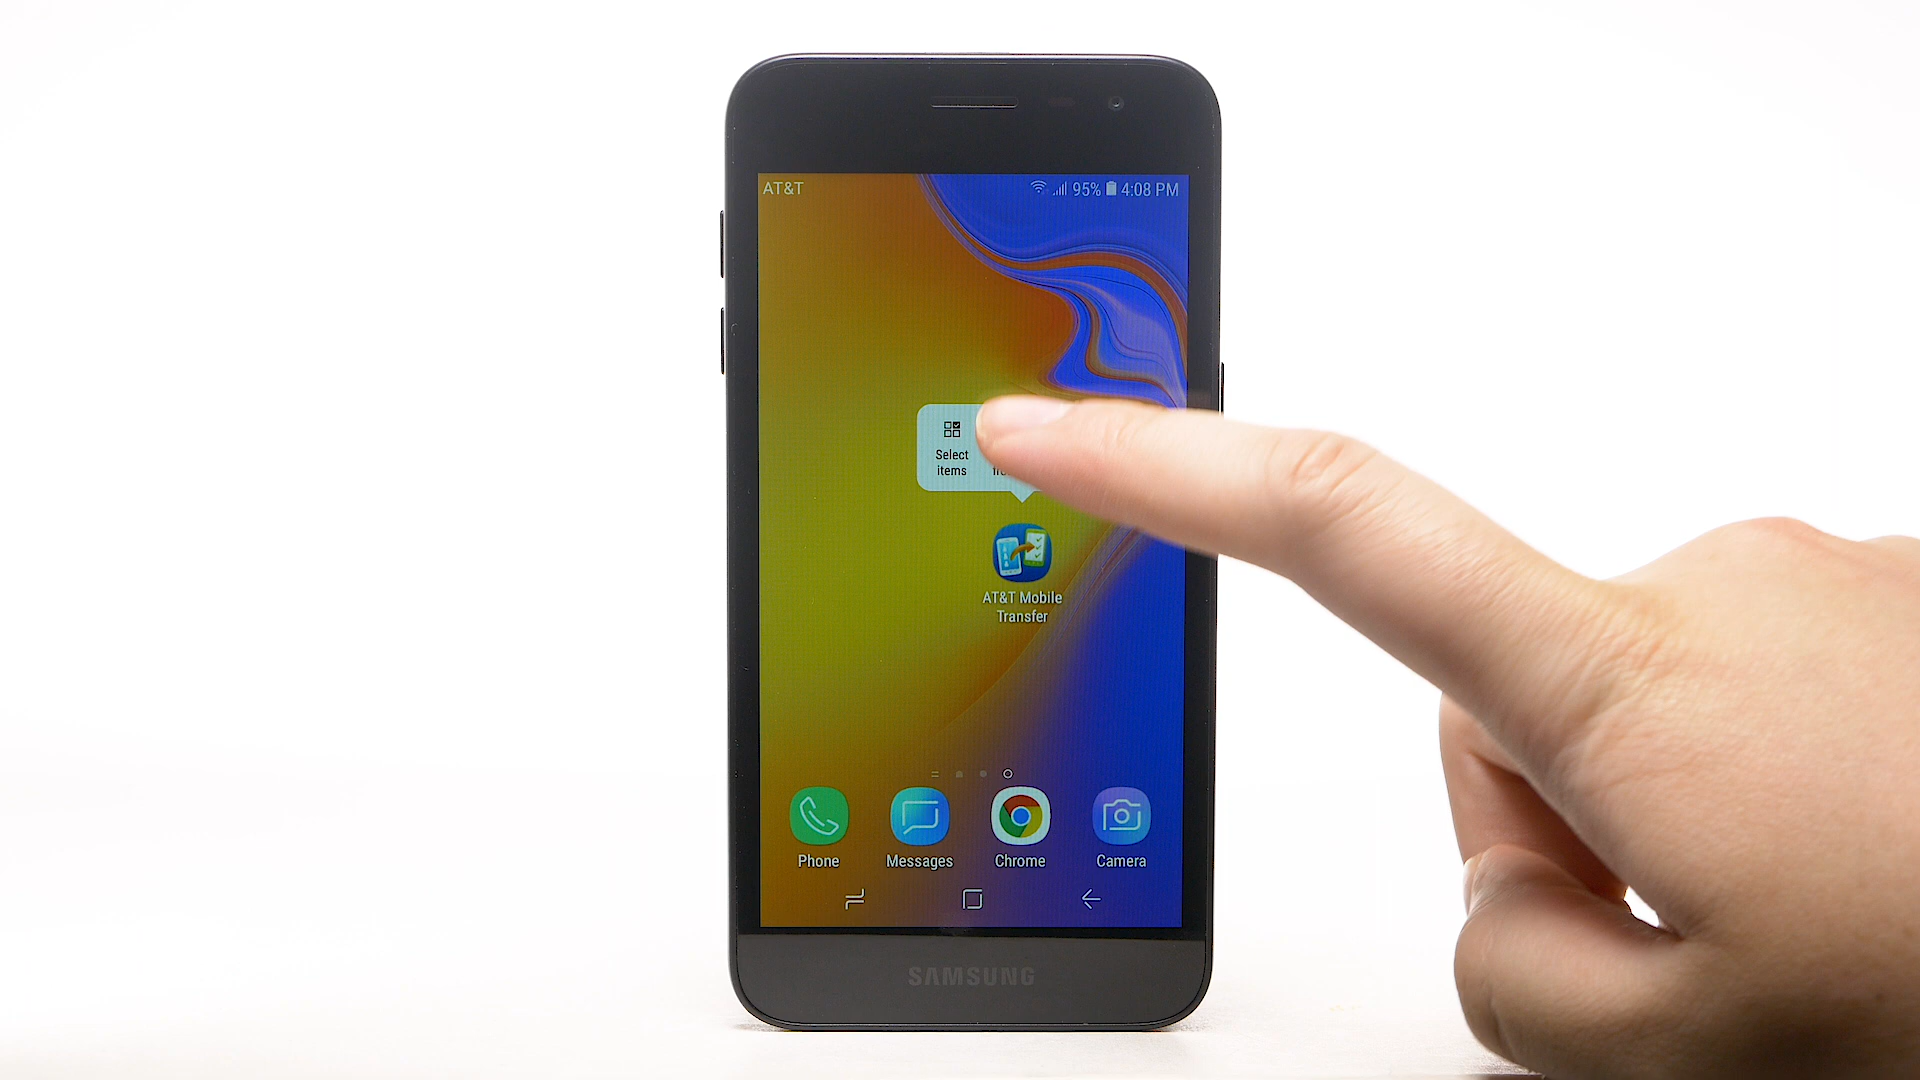 AT&T 95% 4:08 PM
Select
items
AT&T Mobile
Transfer
Phone Messages Chrome Camera
SAMSUNG